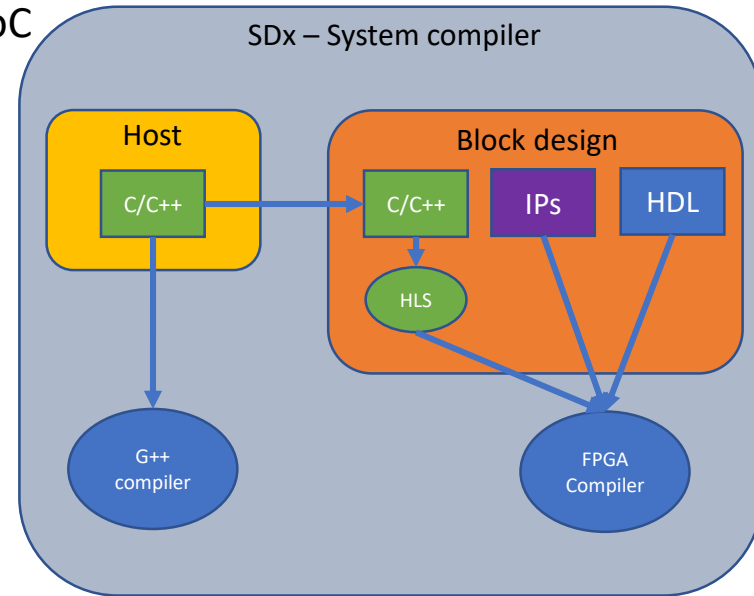 oC
SDx – System compiler
Host
Block design
C/C++
C/C++
IPs
HDL
HLS
G++
compiler
FPGA
Compiler